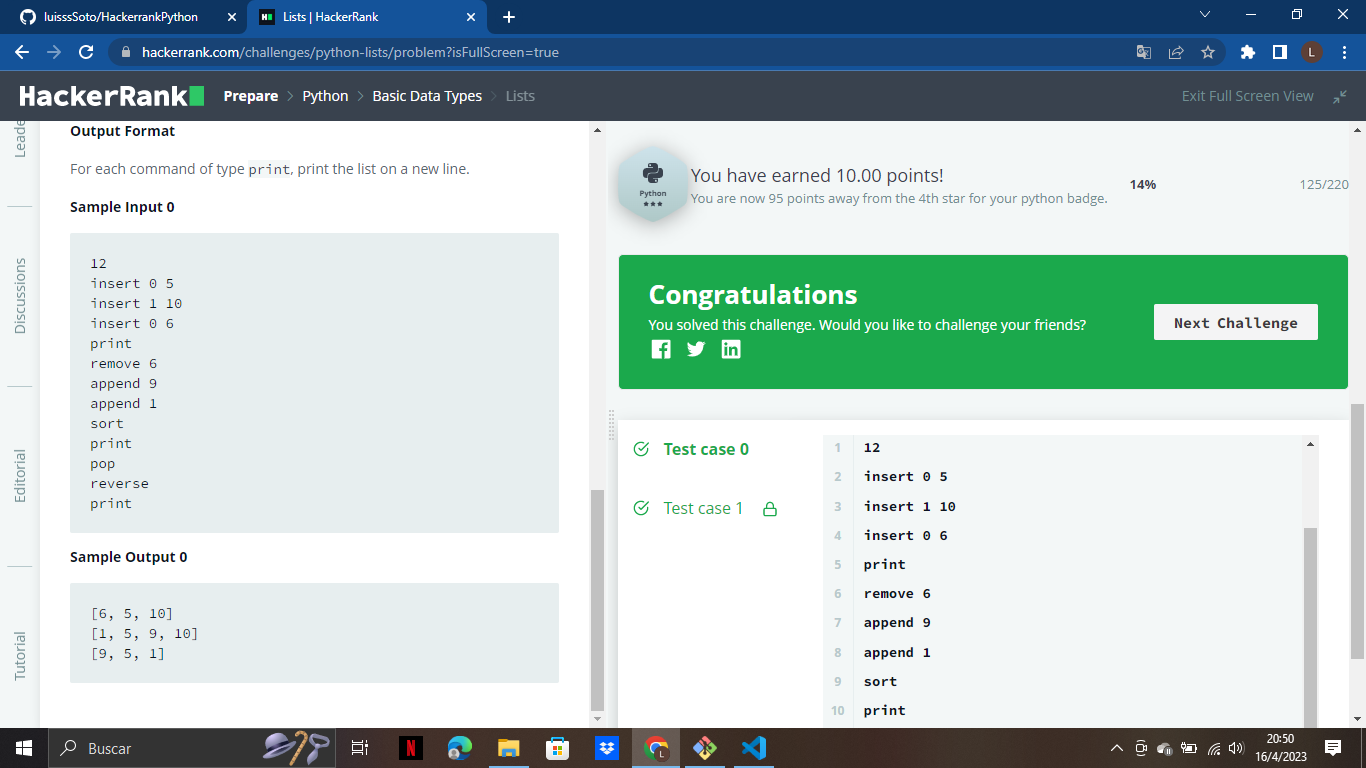 luisssSoto/HackerrankPython
Lists | HackerRank
hackerrank.com/challenges/python-lists/problem?isFullScreen=true
L
HackerRank
Prepare > Python > Basic Data Types > Lists
Exit Full Screen View
Leade
Discussions
Editorial
Tutorial
Output Format
For each command of type print, print the list on a new line.
Sample Input 0
12
insert 0 5
insert 1 10
insert 0 6
print
remove 6
append 9
append 1
sort
print
pop
reverse
print
Sample Output 0
[6, 5, 10]
[1, 5, 9, 10]
[9, 5, 1]
Python
You have earned 10.00 points!
You are now 95 points away from the 4th star for your python badge.
14%
125/220
Congratulations
You solved this challenge. Would you like to challenge your friends?
Next Challenge
Test case 0
Test case 1
1 12
2 insert 0 5
3 insert 1 10
4 insert 0 6
5 print
6 remove 6
7 append 9
8 append 1
9 sort
10 print
Buscar
20:50
16/4/2023